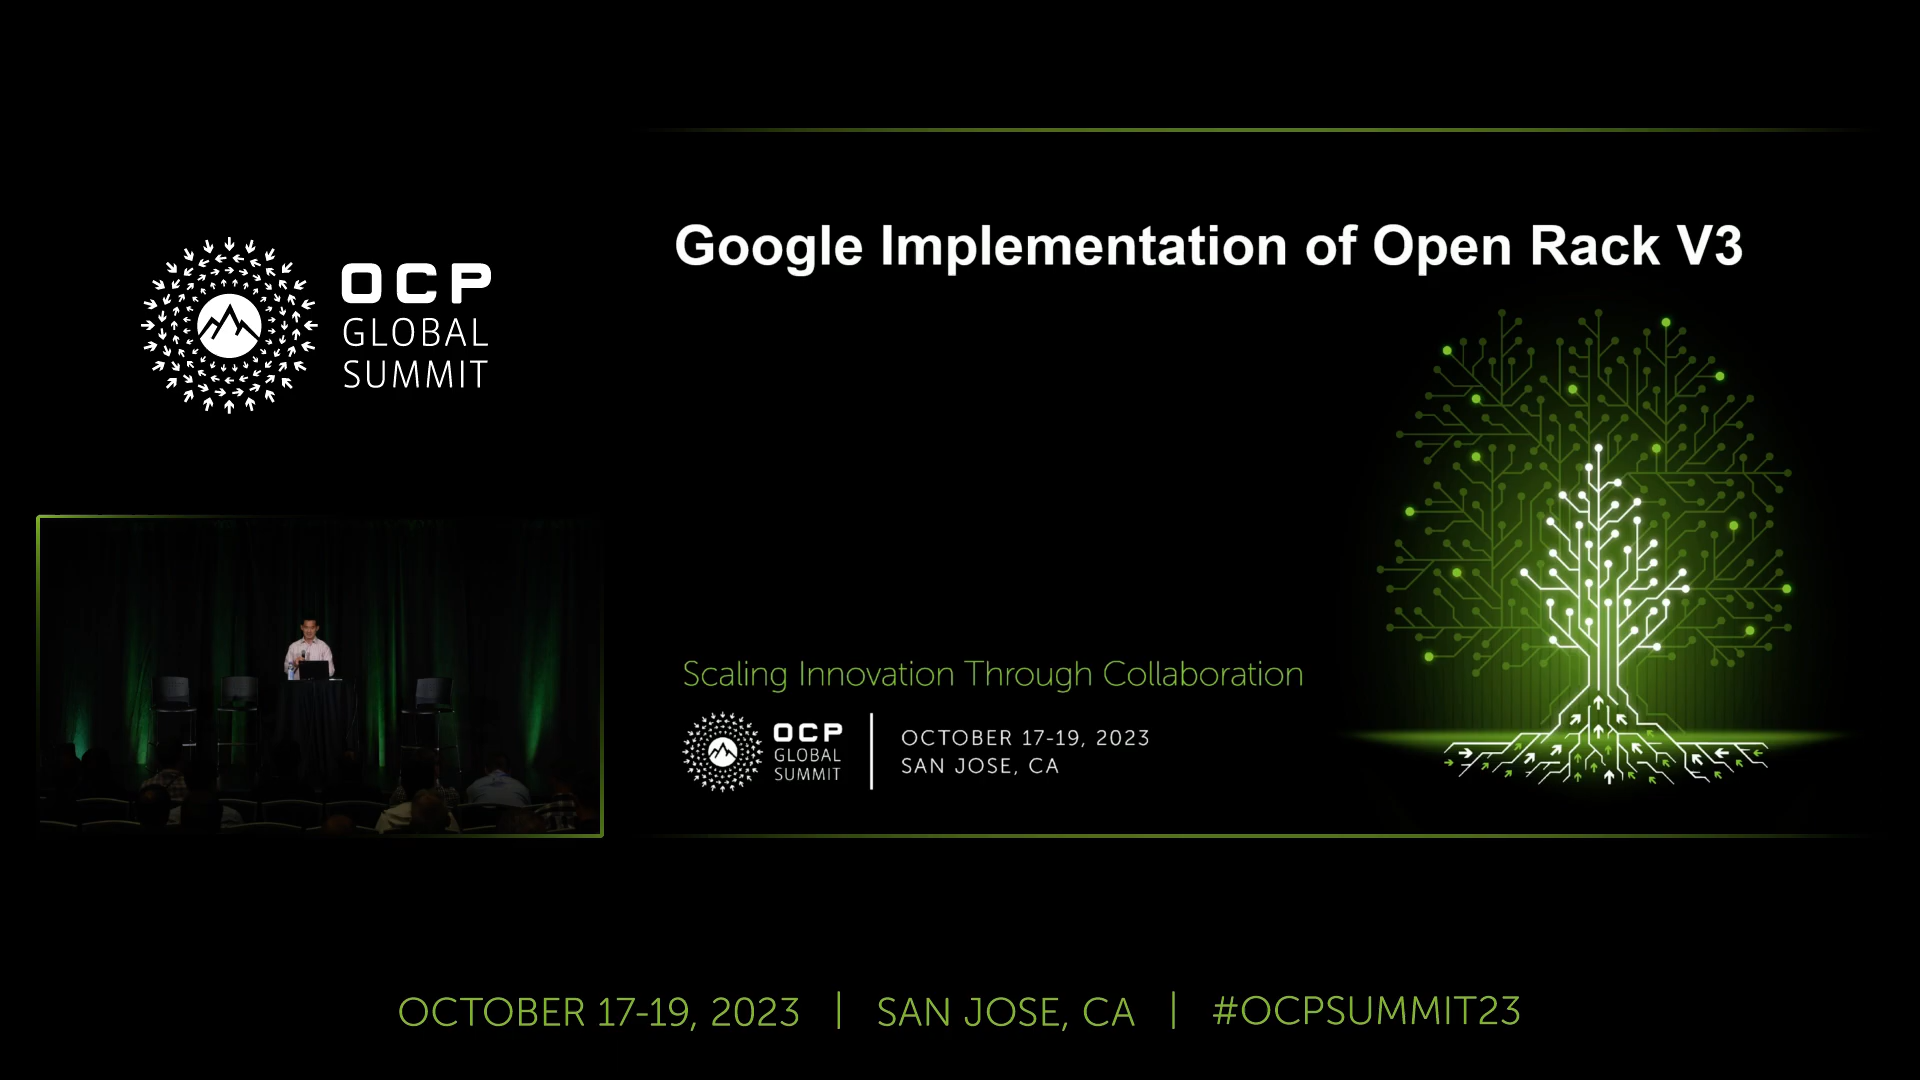 OCP
GLOBAL
SUMMIT
Google Implementation of Open Rack V3
Scaling Innovation Through Collaboration
OCP
GLOBAL
SUMMIT
OCTOBER 17-19, 2023
SAN JOSE, CA
OCTOBER 17-19, 2023 | SAN JOSE, CA | #OCPSUMMIT23